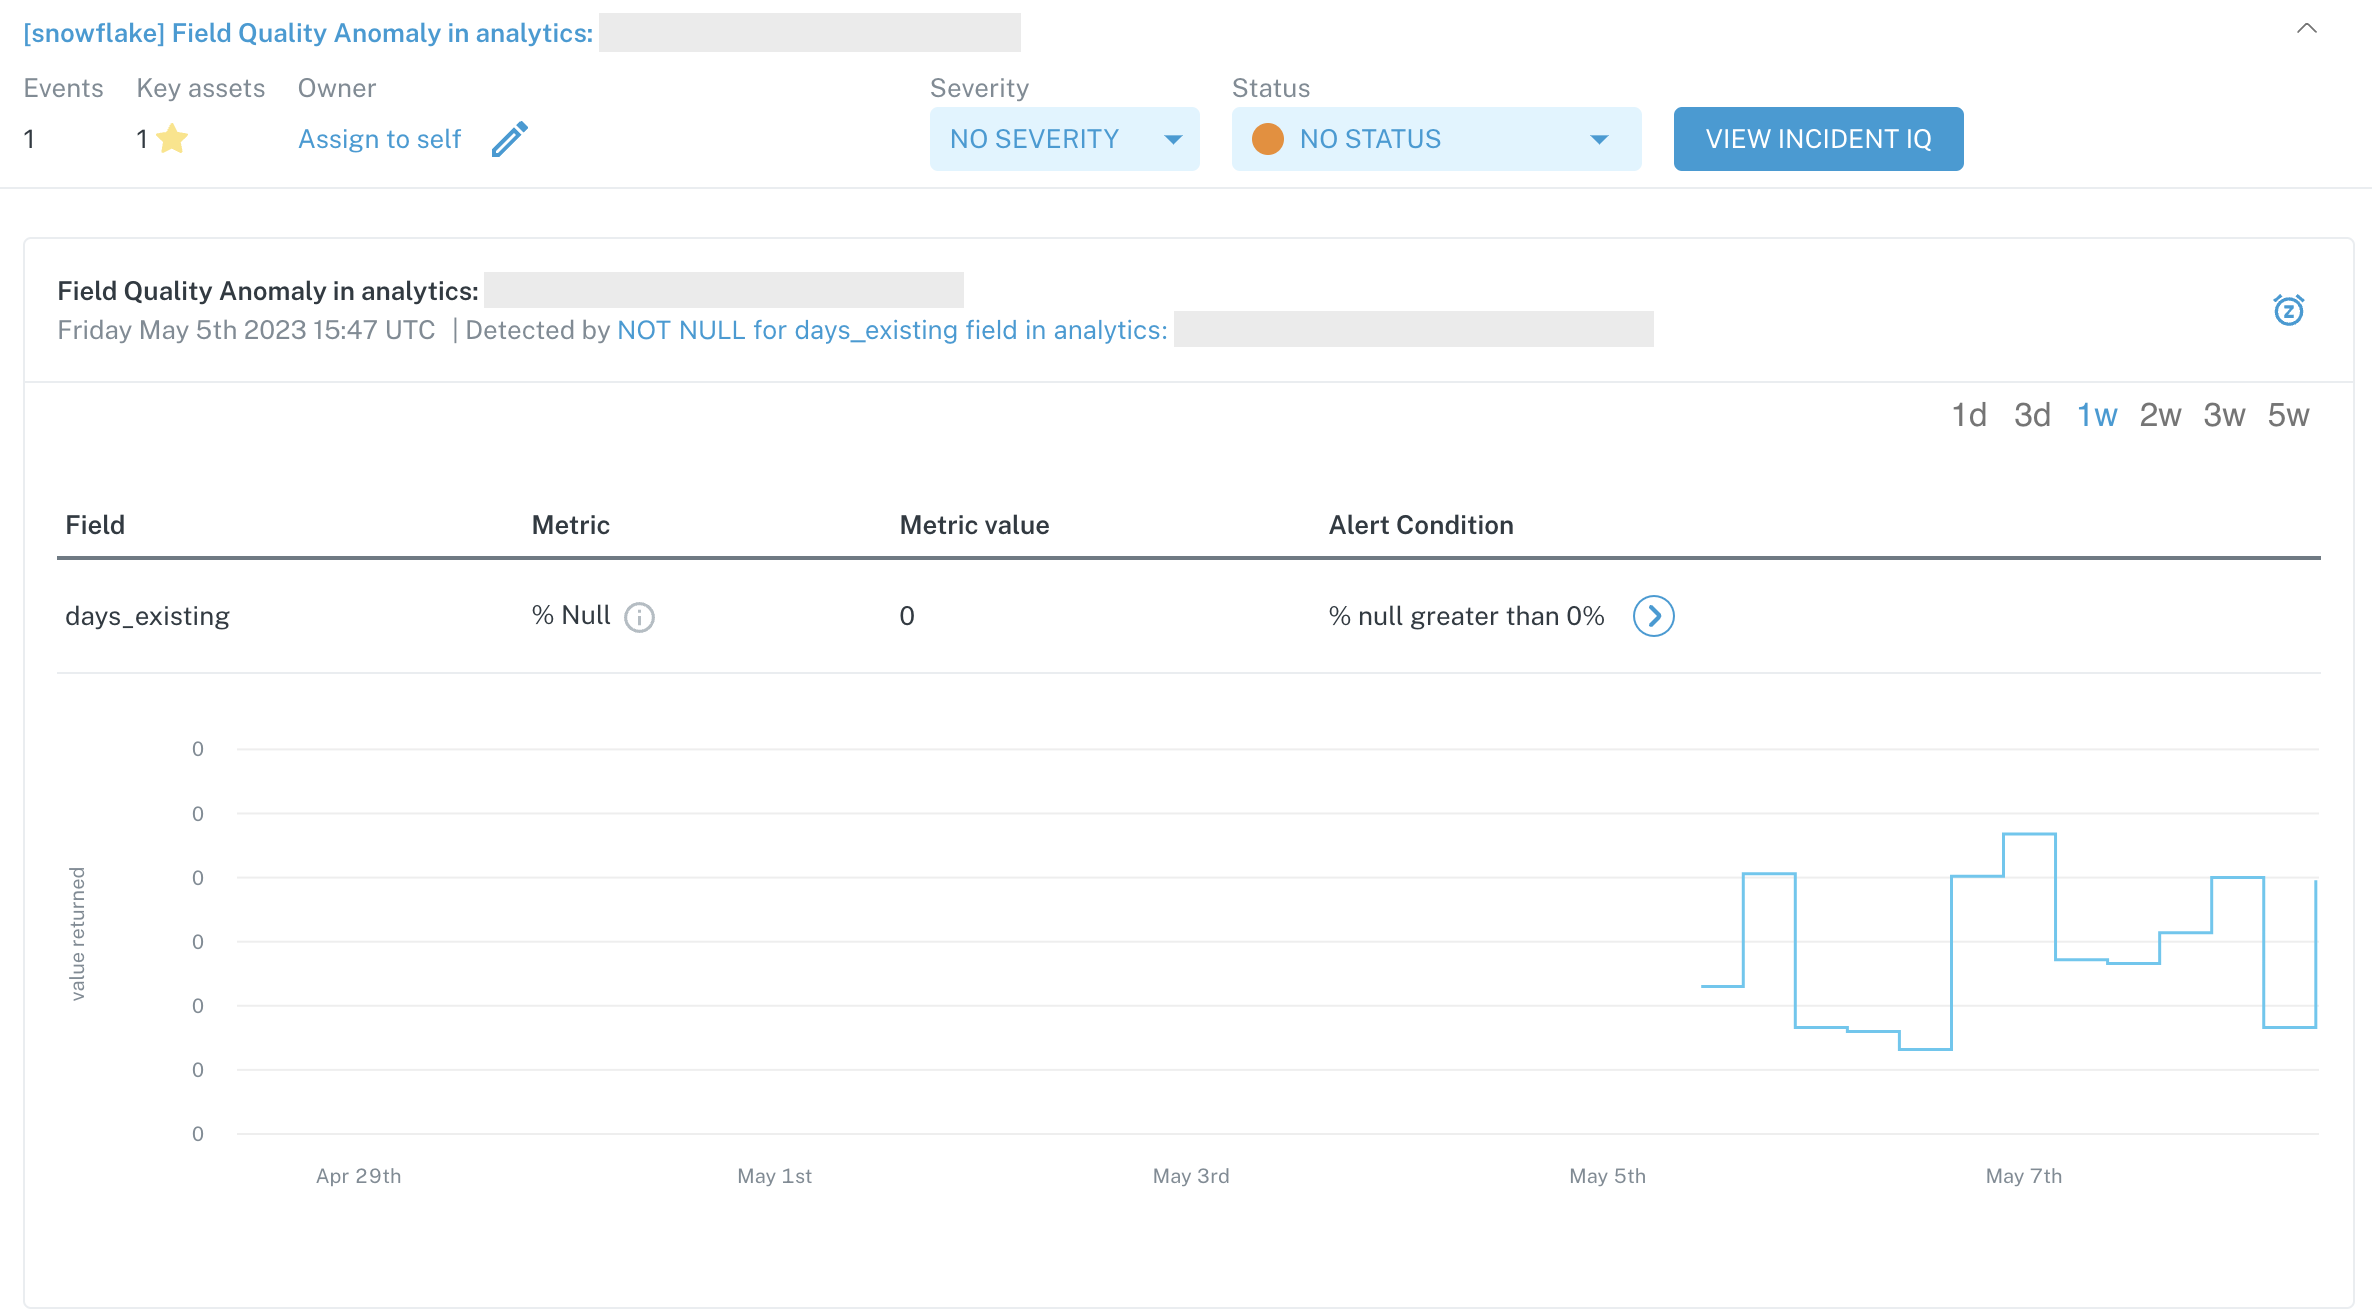 [snowflake] Field Quality Anomaly in analytics:
Events Key assets Owner Severity Status
1 1 Assign to self NO SEVERITY NO STATUS VIEW INCIDENT IQ
Field Quality Anomaly in analytics:
Friday May 5th 2023 15:47 UTC | Detected by NOT NULL for days_existing field in analytics:
1d 3d 1w 2w 3w 5w
Field Metric Metric value Alert Condition
days_existing % Null 0 % null greater than 0%
value returned
0
0
0
0
0
0
0
Apr 29th May 1st May 3rd May 5th May 7th